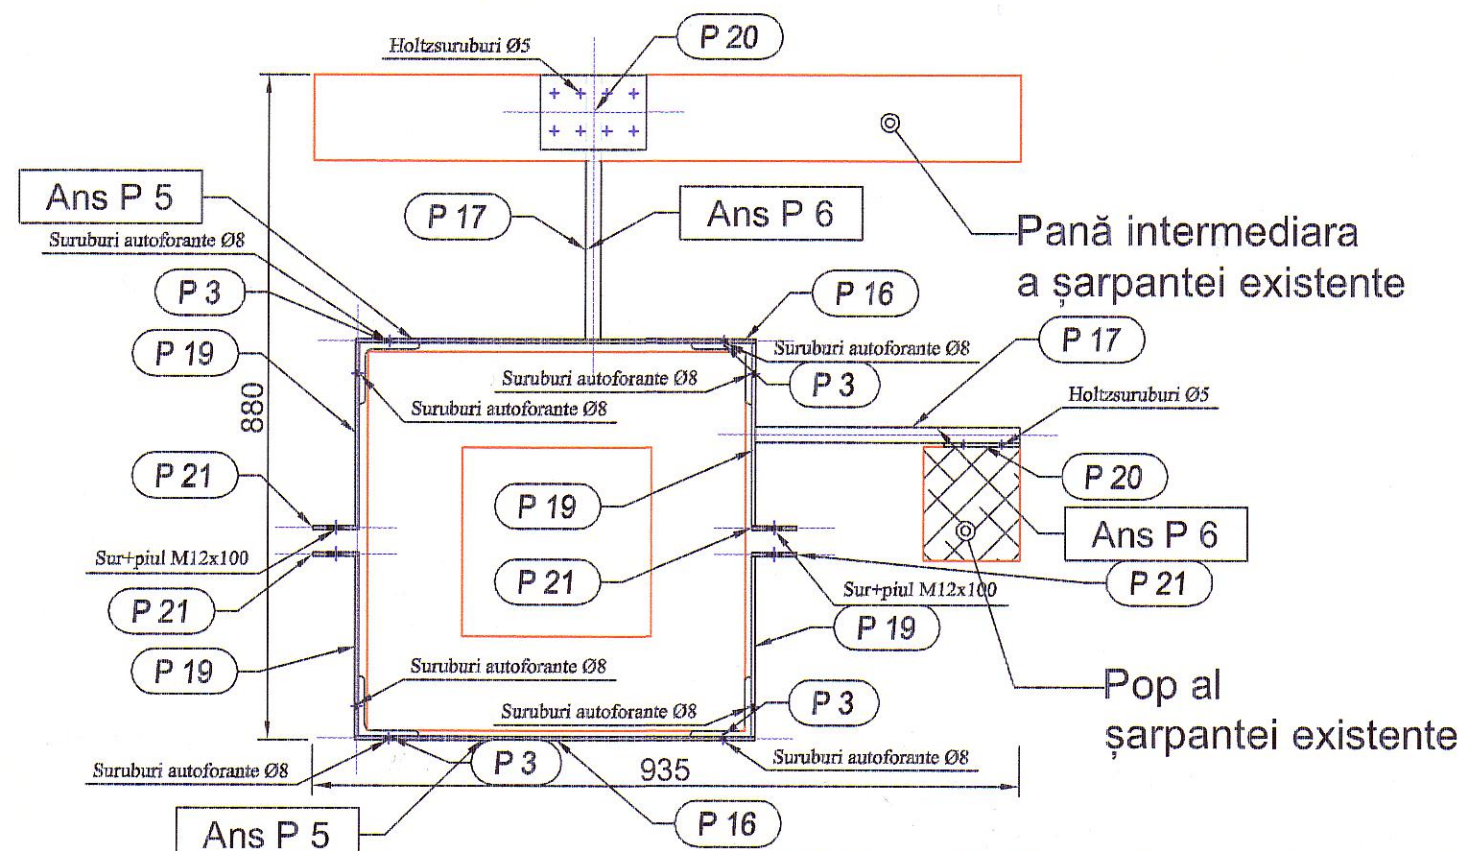 Holtzsuruburi Ø5
P 20
Ans P 5
P 17
Ans P 6
Suruburi autoforante Ø8
Pană intermediara
a șarpantei existente
P 3
P 16
P 19
Suruburi autoforante Ø8
P 17
Suruburi autoforante Ø8
P 3
Suruburi autoforante Ø8
Holtzsuruburi Ø5
880
P 21
P 19
P 20
Ans P 6
Sur+piul M12x100
P 21
P 21
Sur+piul M12x100
P 21
P 19
P 19
Suruburi autoforante Ø8
Suruburi autoforante Ø8
P 3
Pop al
șarpantei existente
Suruburi autoforante Ø8
P 3
935
Suruburi autoforante Ø8
Ans P 5
P 16